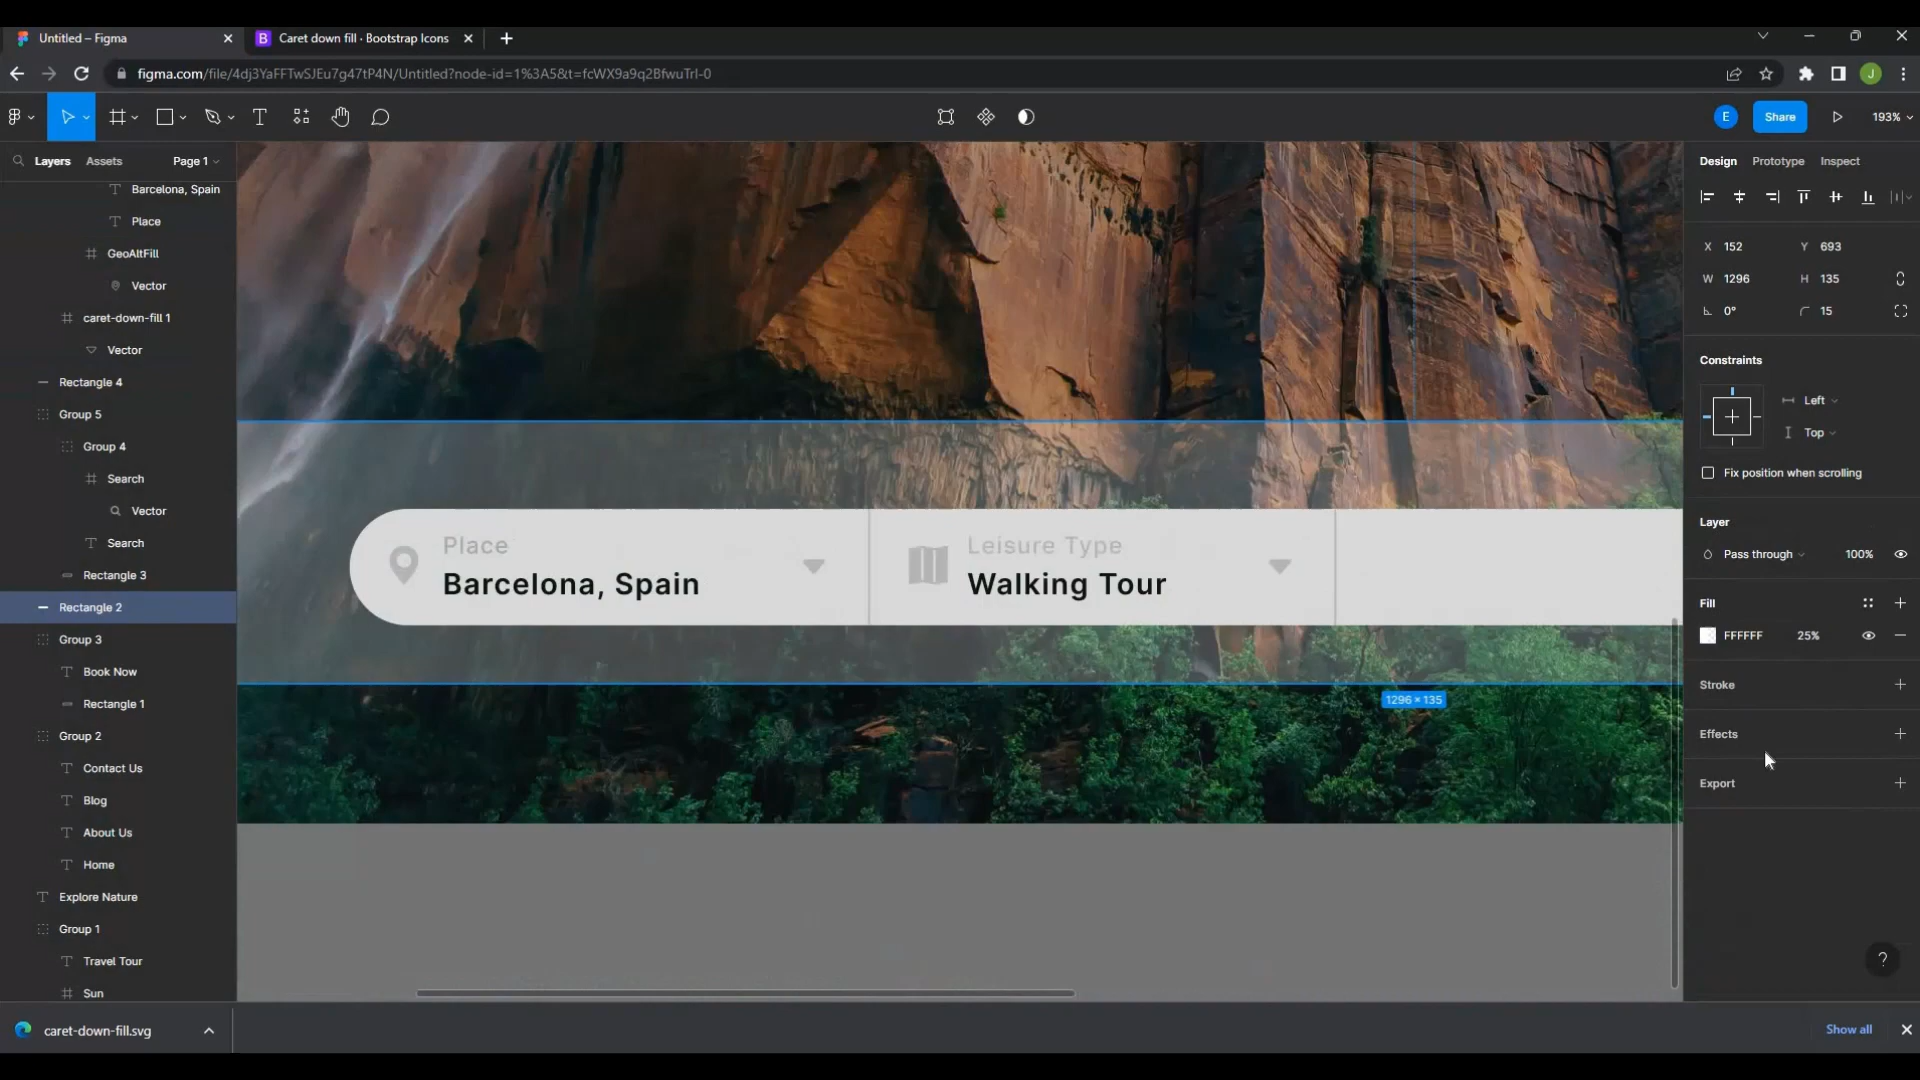 Untitled – Figma
Caret down fill · Bootstrap Icons
figma.com/file/4dj3YaFFTwSJEu7g47tP4N/Untitled?node-id=1%3A5&t=fcWX9a9q2BfwuTrI-0
J
E
Share
193%
Layers
Assets
Page 1
Design
Prototype
Inspect
Barcelona, Spain
Place
GeoAltFill
Vector
caret-down-fill 1
Vector
Rectangle 4
Group 5
Group 4
Search
Vector
Search
Rectangle 3
Rectangle 2
Group 3
Book Now
Rectangle 1
Group 2
Contact Us
Blog
About Us
Home
Explore Nature
Group 1
Travel Tour
Sun
Place
Barcelona, Spain
Leisure Type
Walking Tour
1296 × 135
X 152
Y 693
W 1296
H 135
0°
15
Constraints
Left
Top
Fix position when scrolling
Layer
Pass through
100%
Fill
FFFFFF
25%
Stroke
Effects
Export
?
caret-down-fill.svg
Show all